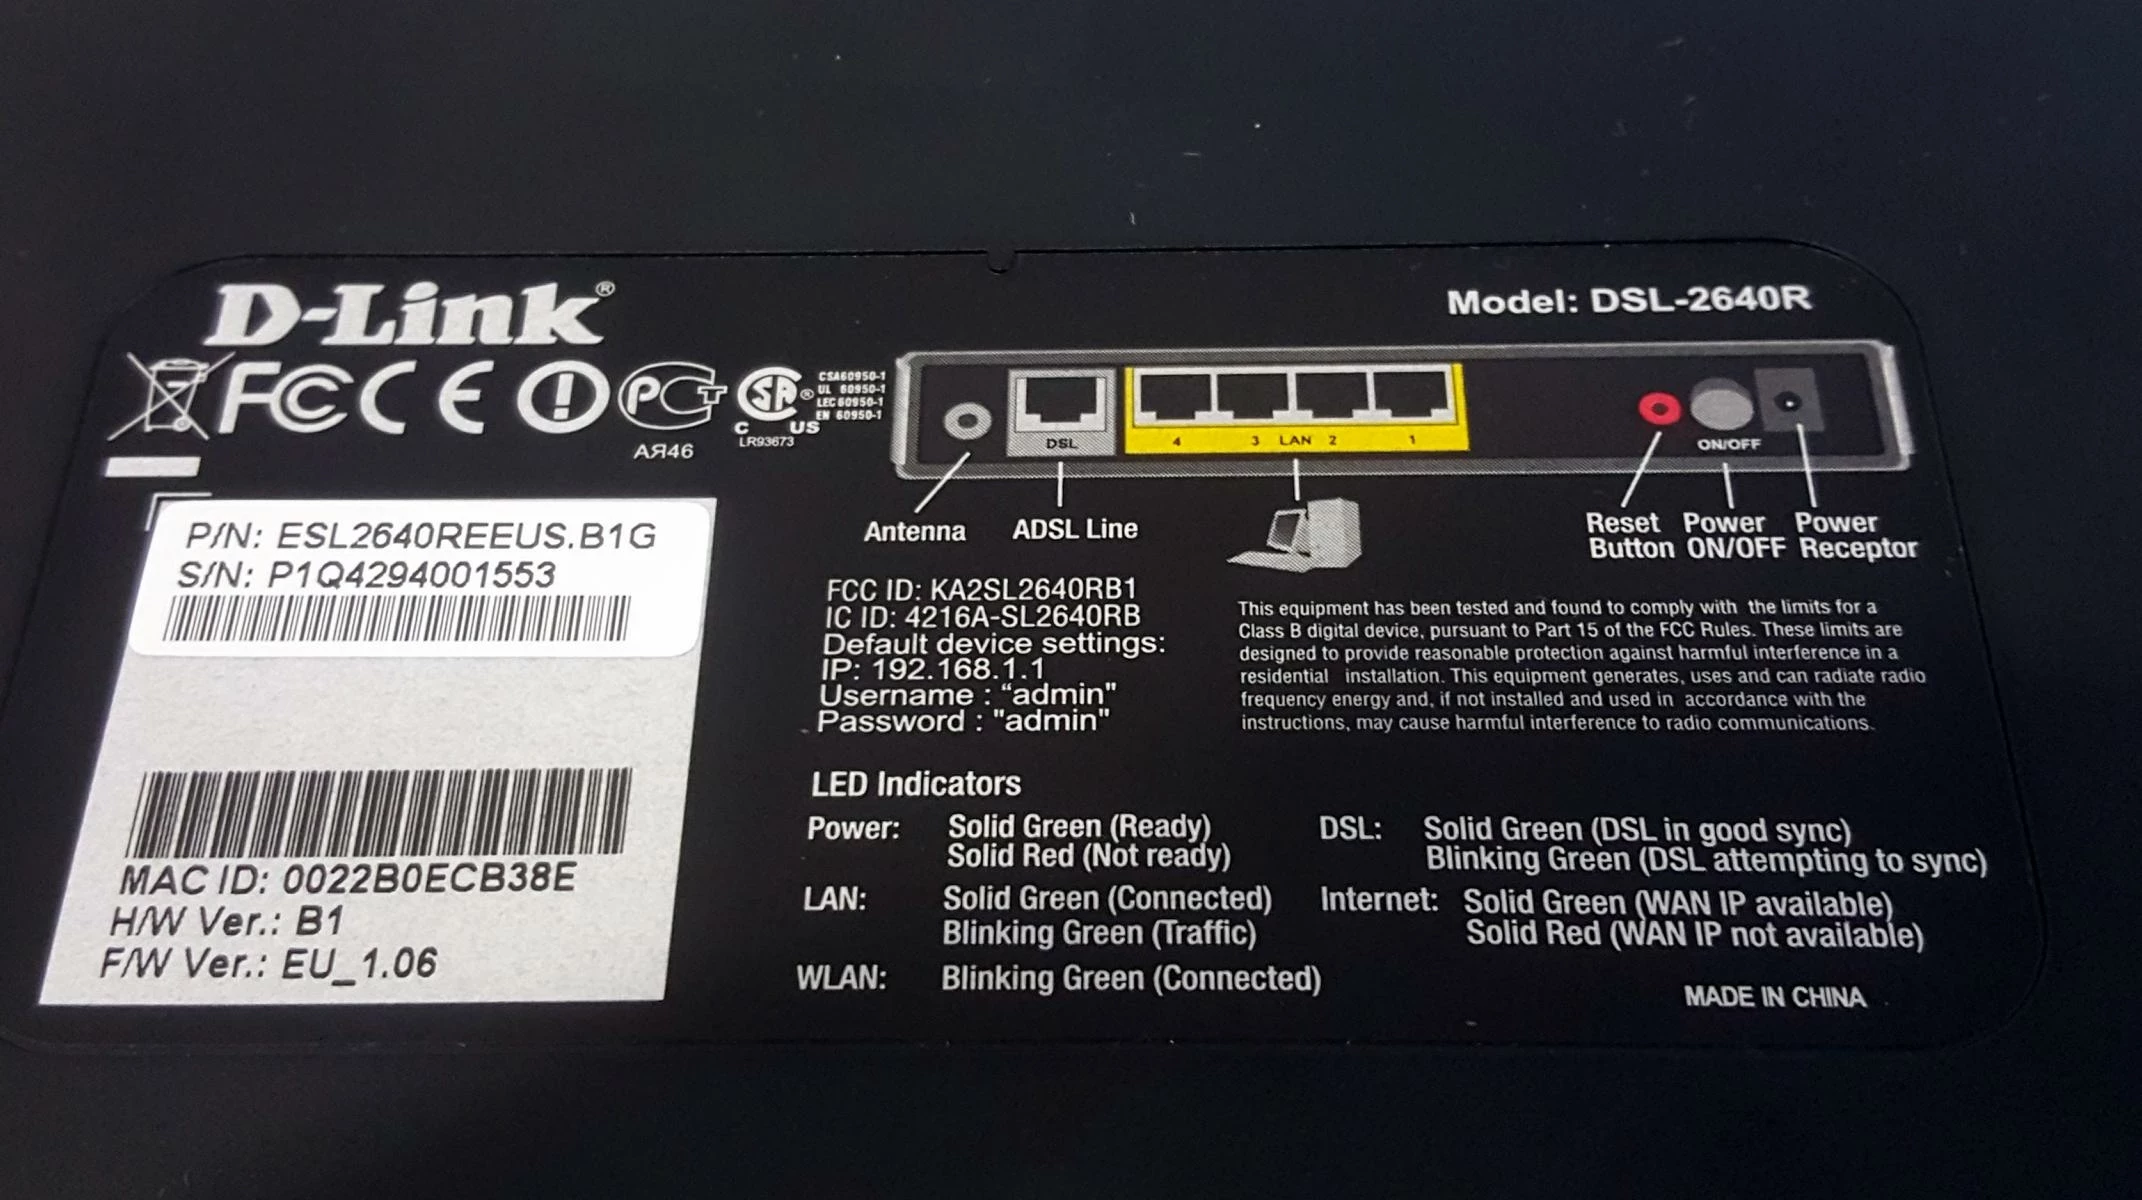 D-Link®
Model: DSL-2640R
FC CE
PCT
АЯ46
SA®
C US
LR93673
CSA60950-1
UL 60950-1
LEC60950-1
EN 60950-1
DSL
4 3 LAN 2 1
ON/OFF
Antenna
ADSL Line
Reset Button
Power ON/OFF
Power Receptor
P/N: ESL2640REEUS.B1G
S/N: P1Q4294001553
MAC ID: 0022B0ECB38E
H/W Ver.: B1
F/W Ver.: EU_1.06
FCC ID: KA2SL2640RB1
IC ID: 4216A-SL2640RB
Default device settings:
IP: 192.168.1.1
Username : “admin"
Password : "admin"
This equipment has been tested and found to comply with the limits for a
Class B digital device, pursuant to Part 15 of the FCC Rules. These limits are
designed to provide reasonable protection against harmful interference in a
residential installation. This equipment generates, uses and can radiate radio
frequency energy and, if not installed and used in accordance with the
instructions, may cause harmful interference to radio communications.
LED Indicators
Power: Solid Green (Ready)
Solid Red (Not ready)
LAN: Solid Green (Connected)
Blinking Green (Traffic)
WLAN: Blinking Green (Connected)
DSL: Solid Green (DSL in good sync)
Blinking Green (DSL attempting to sync)
Internet: Solid Green (WAN IP available)
Solid Red (WAN IP not available)
MADE IN CHINA